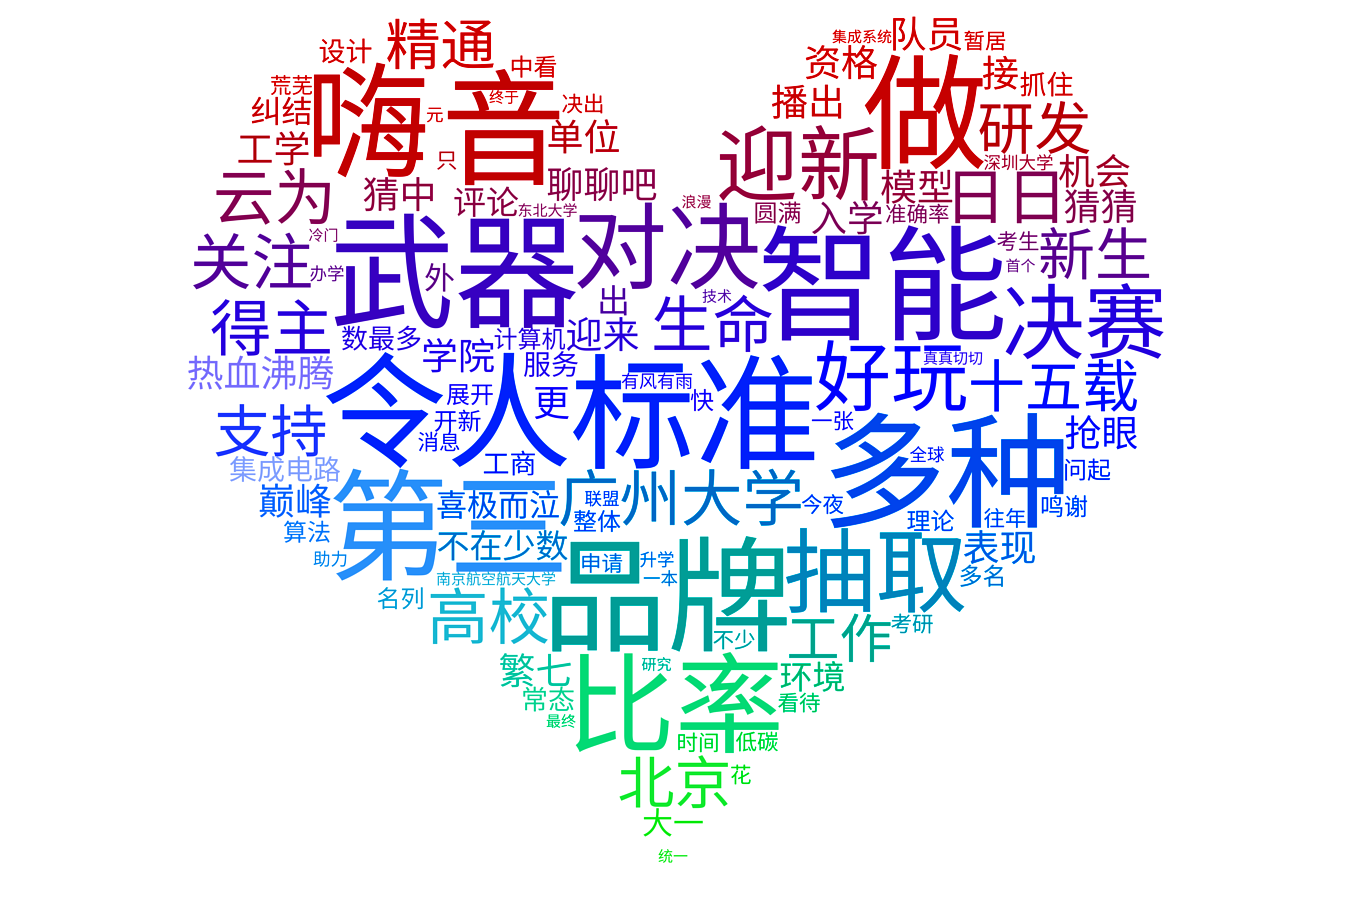 集成系统
队员
精通
设计
暂居
中看
资格
接
抓住
荒芜
嗨音
做
终于
决出
播出
纠结
元
研发
单位
工学
只
迎新
深圳大学
机会
聊聊吧
模型
云为
猜中
评论
日日
猜猜
浪漫
东北大学
圆满
入学
准确率
冷门
武器
对决
智能
考生
新生
关注
办学
外
首个
技术
出
生命
决赛
得主
数最多
计算机
迎来
学院
服务
好玩
真真切切
热血沸腾
令人
标准
有风有雨
十五载
展开
更
快
支持
开新
一张
多种
抢眼
消息
全球
工商
集成电路
问起
第三
喜极而泣
广州大学
联盟
今夜
巅峰
鸣谢
整体
理论
往年
算法
不在少数
抽取
表现
助力
品牌
申请
升学
南京航空航天大学
一本
多名
名列
高校
考研
不少
工作
繁七
比率
研究
环境
常态
看待
最终
时间
低碳
北京
花
大一
统一